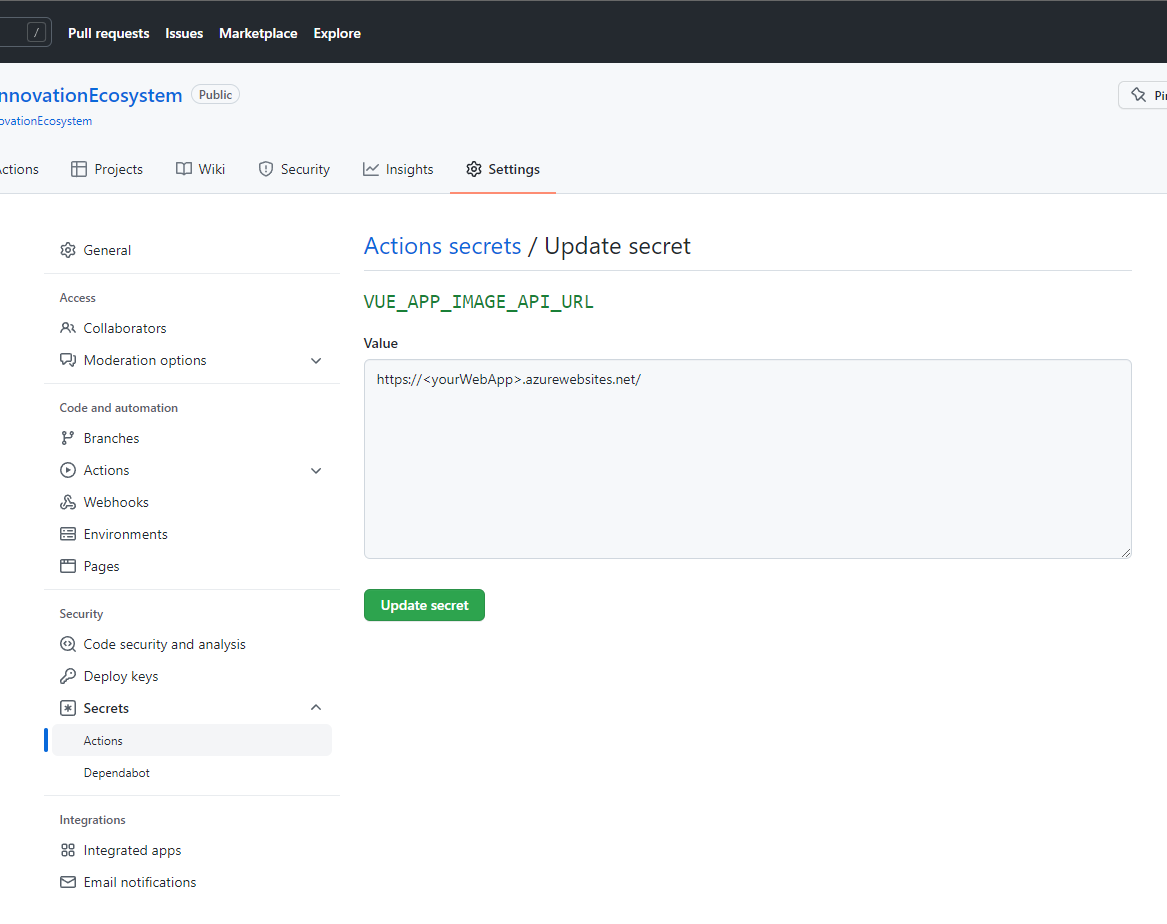 / Pull requests Issues Marketplace Explore
nnovationEcosystem Public
ovationEcosystem
ctions Projects Wiki Security Insights Settings
General
Access
Collaborators
Moderation options
Code and automation
Branches
Actions
Webhooks
Environments
Pages
Security
Code security and analysis
Deploy keys
Secrets
Actions
Dependabot
Integrations
Integrated apps
Email notifications
Actions secrets / Update secret
VUE_APP_IMAGE_API_URL
Value
https://<yourWebApp>.azurewebsites.net/
Update secret